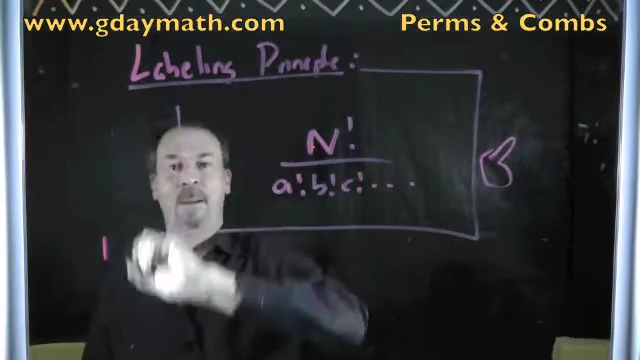 www.gdaymath.com
Perms & Combs
Labeling Principle:
N!
a!b!c!...